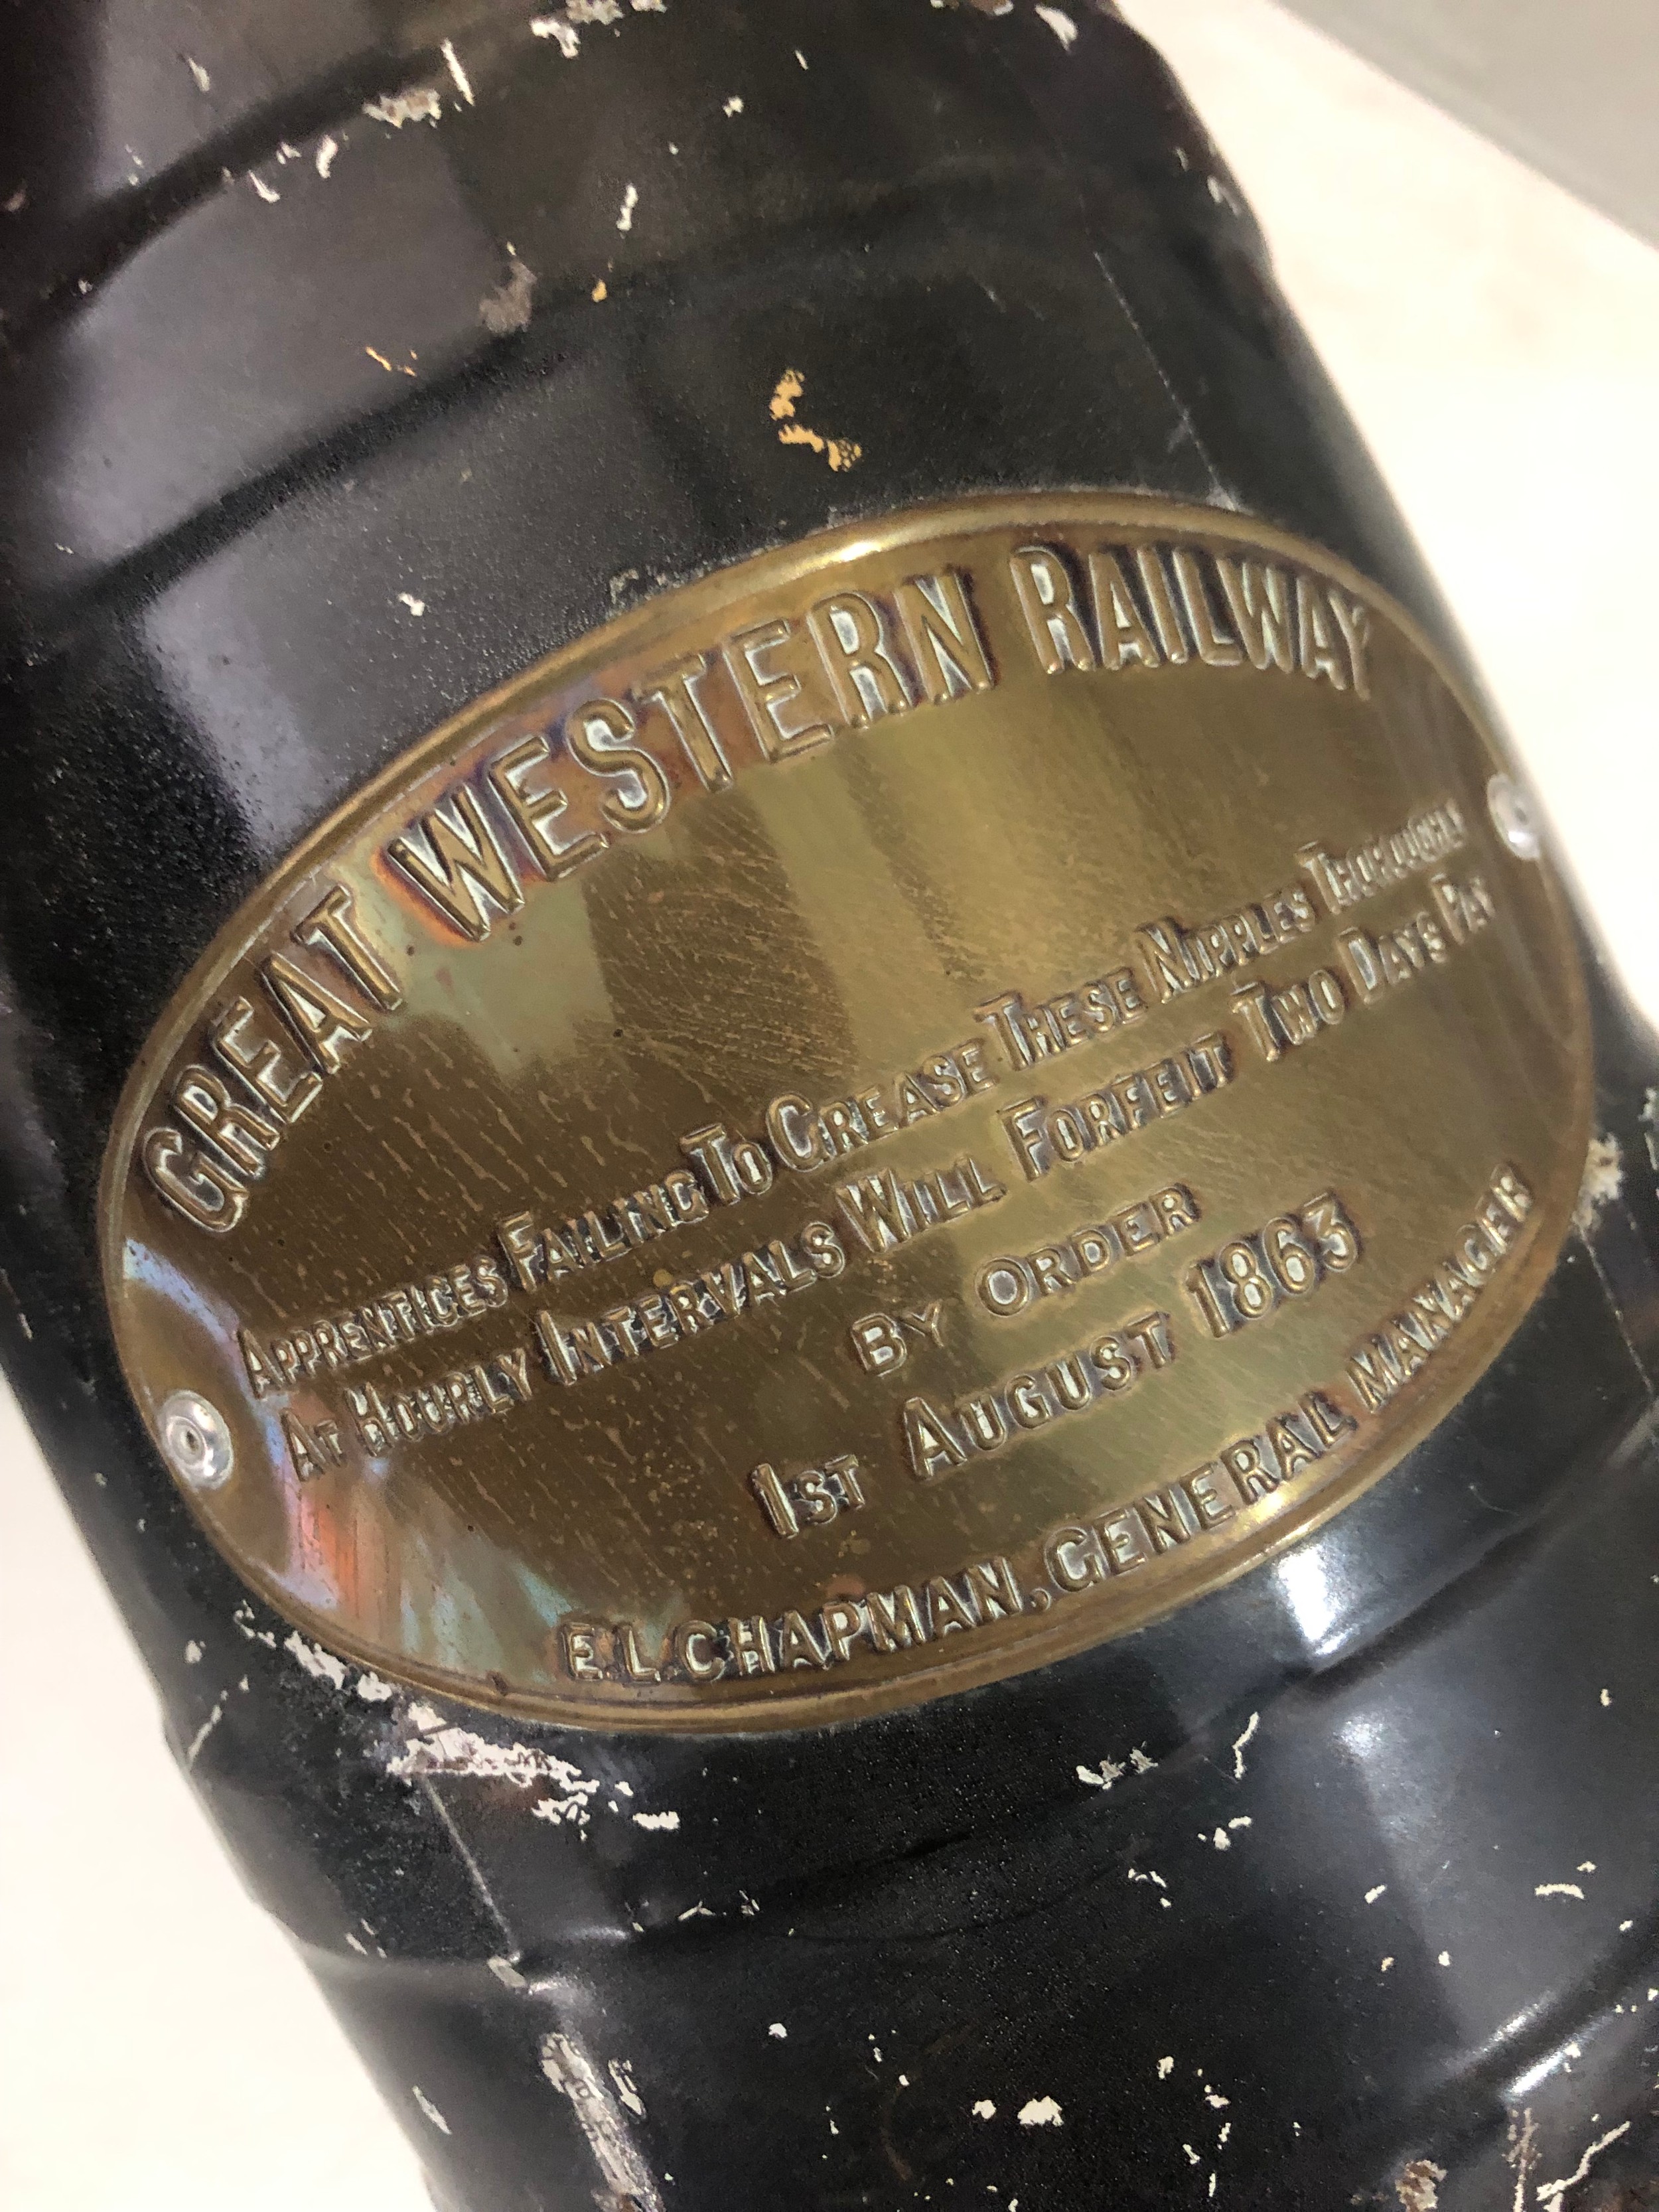 GREAT WESTERN RAILWAY
APPRENTICES FAILING TO GREASE THESE NIPPLES THOROUGHLY
AT HOURLY INTERVALS WILL FORFEIT TWO DAYS PAY
BY ORDER
1ST AUGUST 1863
E.L.CHAPMAN, GENERAL MANAGER